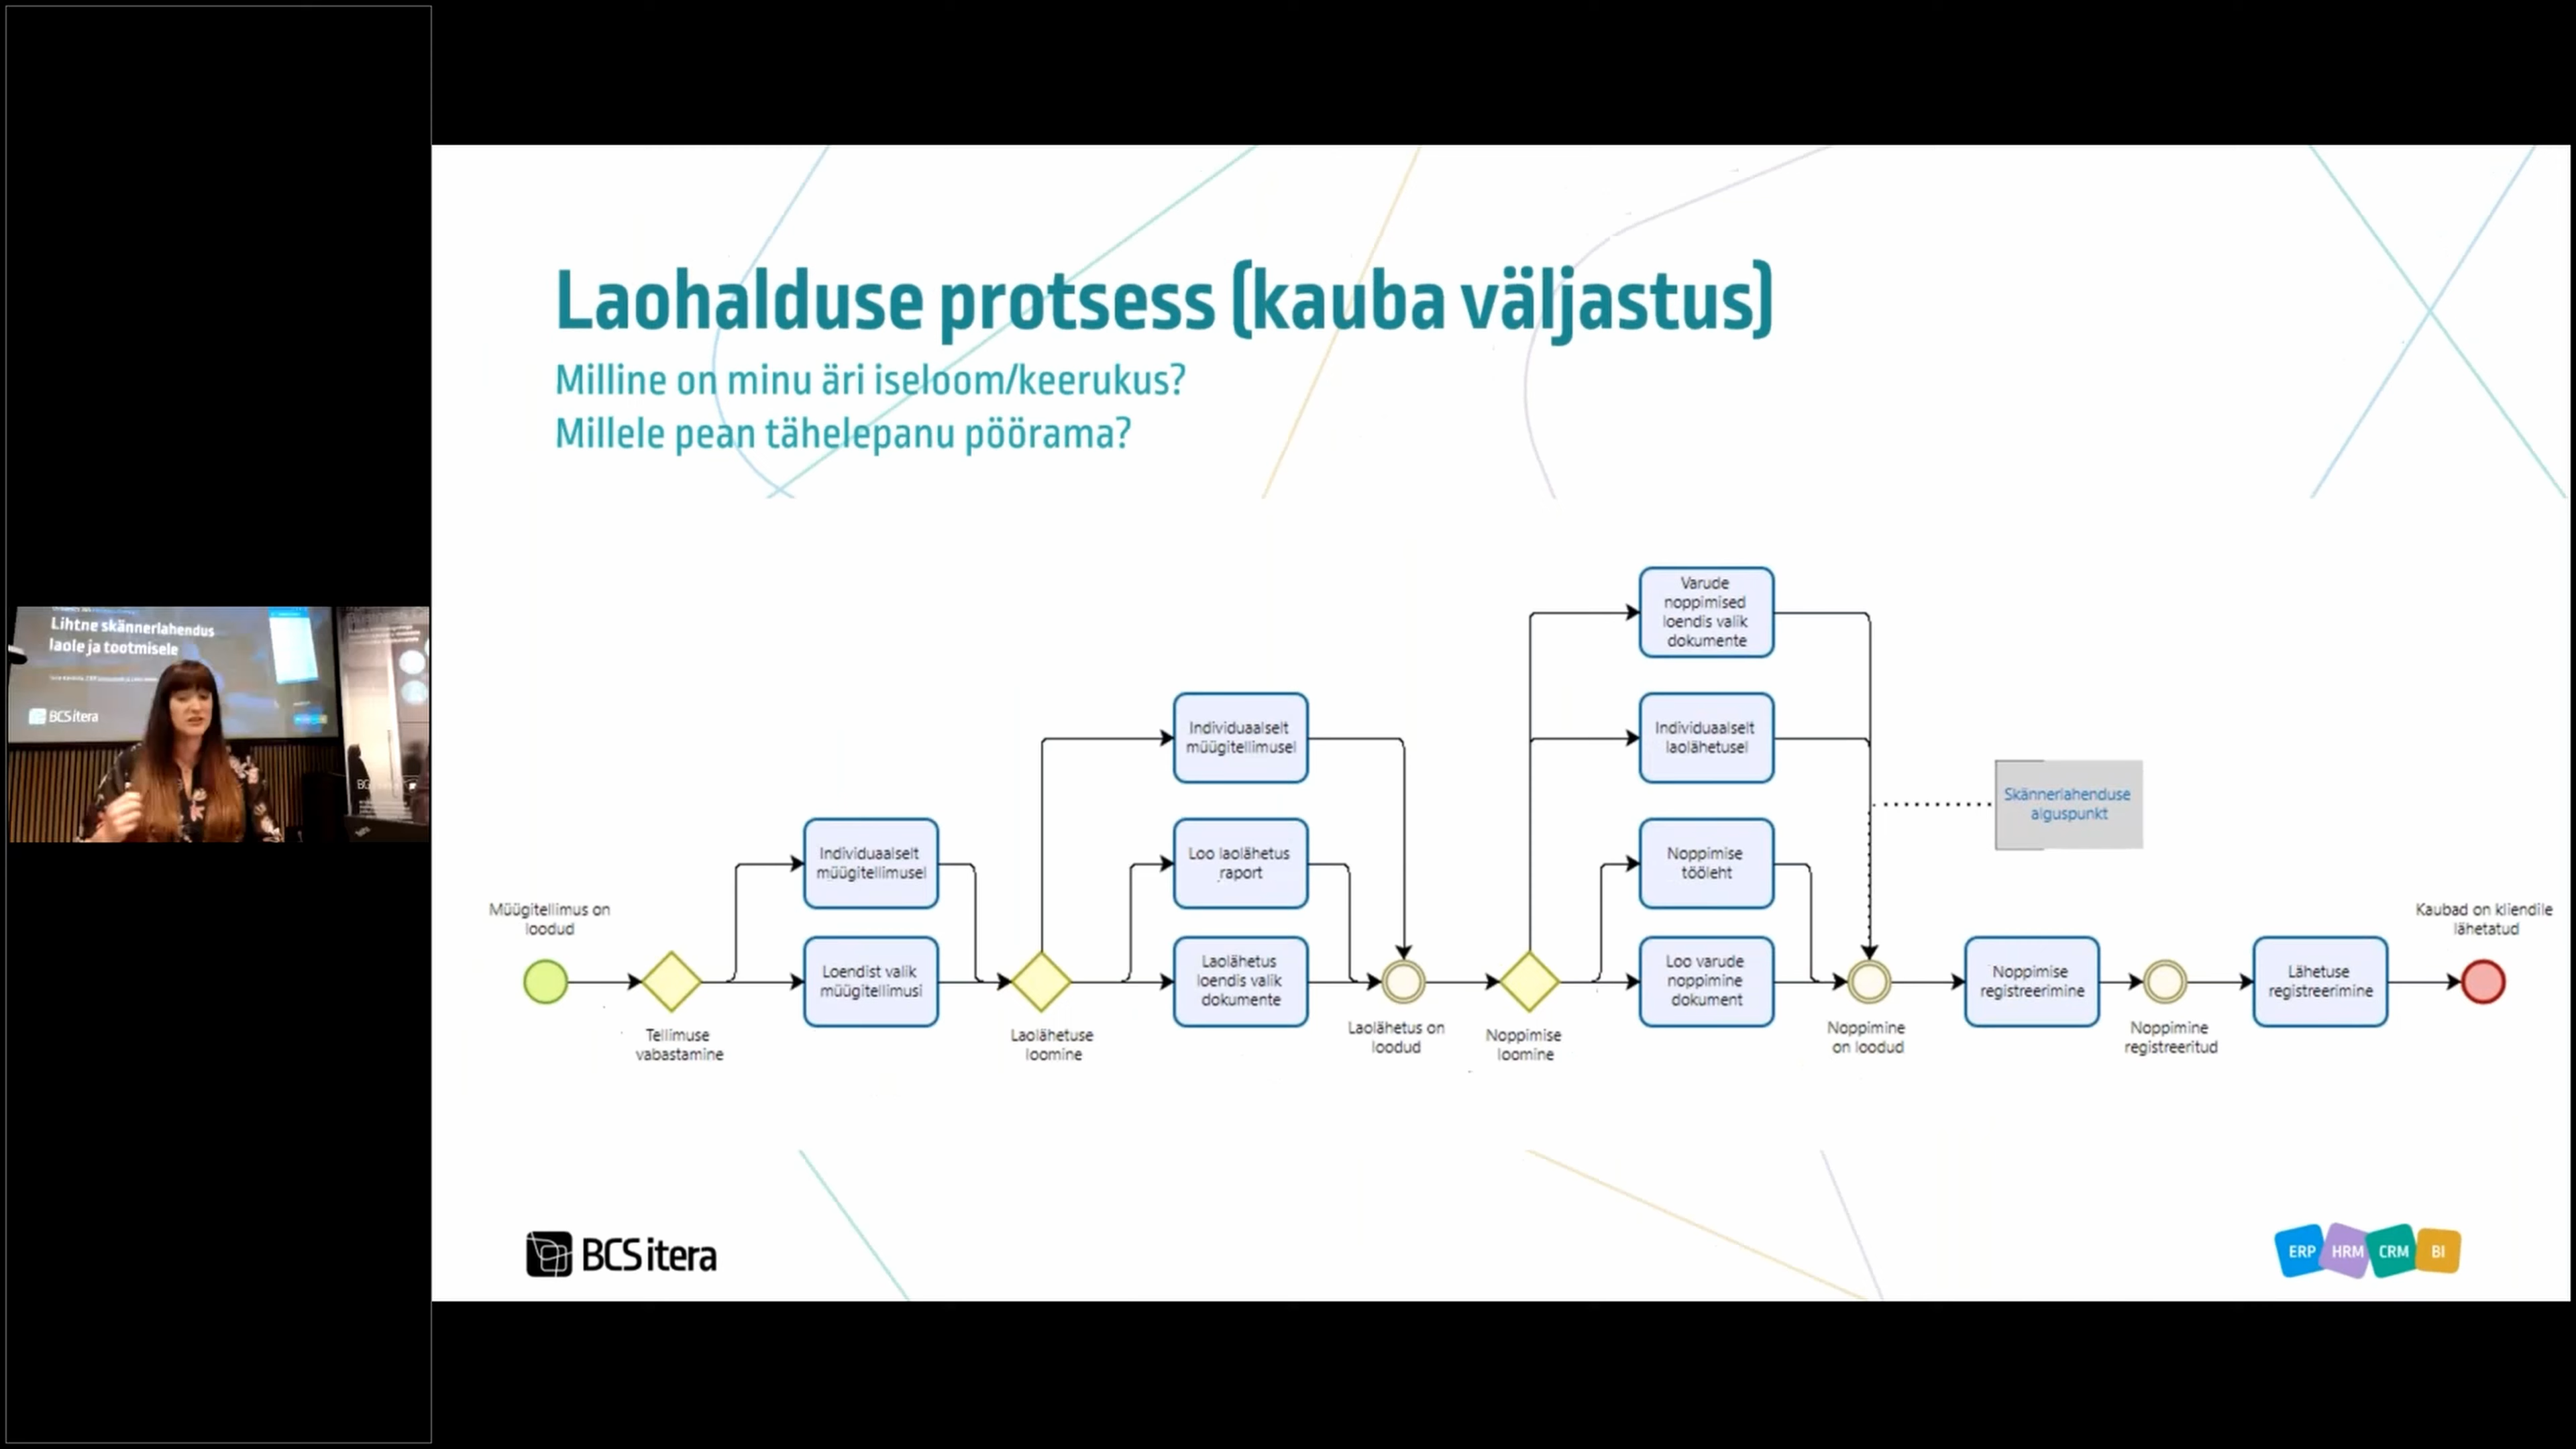 Lihtne skännerlahendus
laole ja tootmisele
BCS itera
Laohalduse protsess (kauba väljastus)
Milline on minu äri iseloom/keerukus?
Millele pean tähelepanu pöörama?
Müügitellimus on
loodud
Tellimuse
vabastamine
Individuaalselt
müügitellimusel
Loendist valik
müügitellimusi
Laolähetuse
loomine
Individuaalselt
müügitellimusel
Loo laolähetus
raport
Laolähetus
loendis valik
dokumente
Laolähetus on
loodud
Noppimise
loomine
Varude
noppimised
loendis valik
dokumente
Individuaalselt
laolähetusel
Noppimise
tööleht
Loo varude
noppimine
dokument
Skännerlahenduse
alguspunkt
Noppimine
on loodud
Noppimise
registreerimine
Noppimine
registreeritud
Lähetuse
registreerimine
Kaubad on kliendile
lähetatud
BCS itera
ERP HRM CRM BI